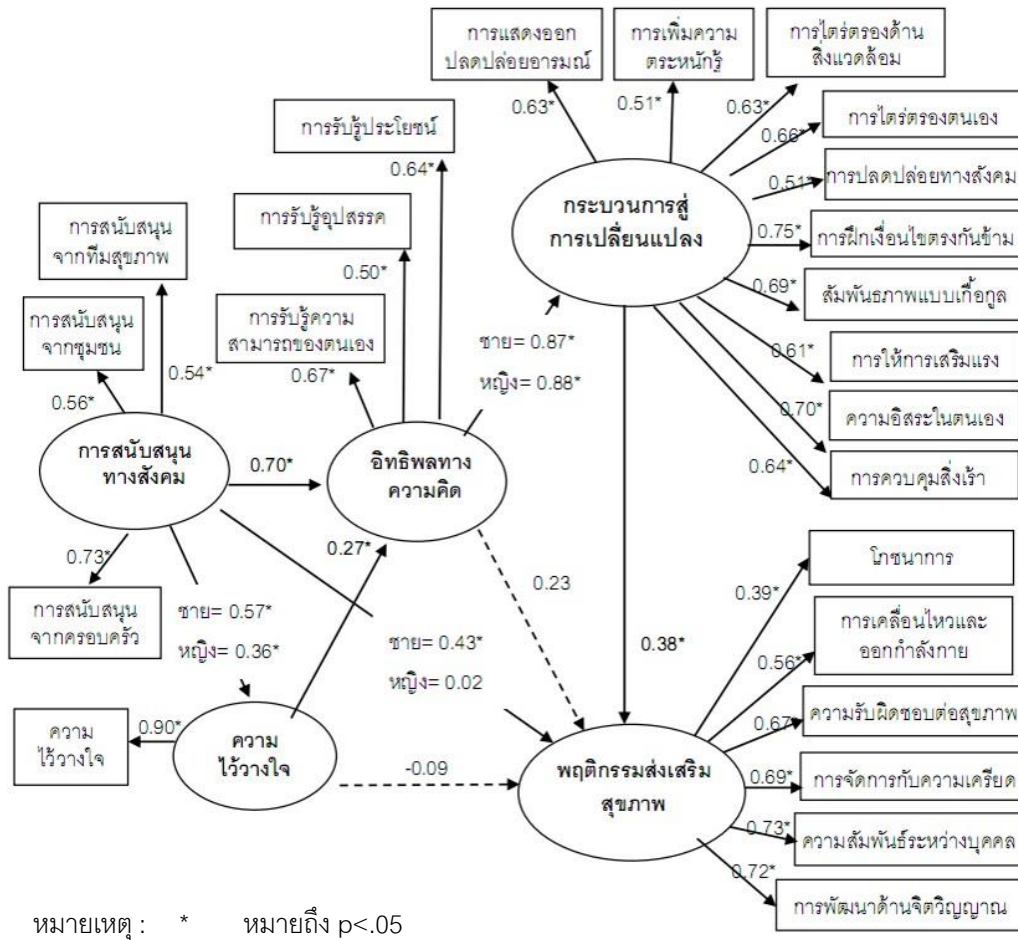 การแสดงออก
ปลดปล่อยอารมณ์
การเพิ่มความ
ตระหนักรู้
การไตร่ตรองด้าน
สิ่งแวดล้อม
0.63*
0.51*
0.63*
การไตร่ตรองตนเอง
0.66*
การรับรู้ประโยชน์
0.64*
การปลดปล่อยทางสังคม
0.51*
กระบวนการสู่
การเปลี่ยนแปลง
การรับรู้อุปสรรค
0.50*
การสนับสนุน
จากทีมสุขภาพ
0.75*
การฝึกเงื่อนไขตรงกันข้าม
0.69*
สัมพันธภาพแบบเกื้อกูล
การรับรู้ความ
สามารถของตนเอง
0.67*
การสนับสนุน
จากชุมชน
0.54*
0.56*
ชาย= 0.87*
หญิง= 0.88*
0.61*
การให้การเสริมแรง
0.70*
ความอิสระในตนเอง
0.64*
การควบคุมสิ่งเร้า
การสนับสนุน
ทางสังคม
0.70*
อิทธิพลทาง
ความคิด
0.73*
การสนับสนุน
จากครอบครัว
0.27*
0.23
ชาย= 0.57*
หญิง= 0.36*
ชาย= 0.43*
หญิง= 0.02
0.38*
โภชนาการ
0.39*
การเคลื่อนไหวและ
ออกกำลังกาย
0.56*
ความรับผิดชอบต่อสุขภาพ
0.67*
ความ
ไว้วางใจ
0.90*
ความ
ไว้วางใจ
-0.09
พฤติกรรมส่งเสริม
สุขภาพ
0.69*
การจัดการกับความเครียด
0.73*
ความสัมพันธ์ระหว่างบุคคล
0.72*
การพัฒนาด้านจิตวิญญาณ
หมายเหตุ : * หมายถึง p<.05